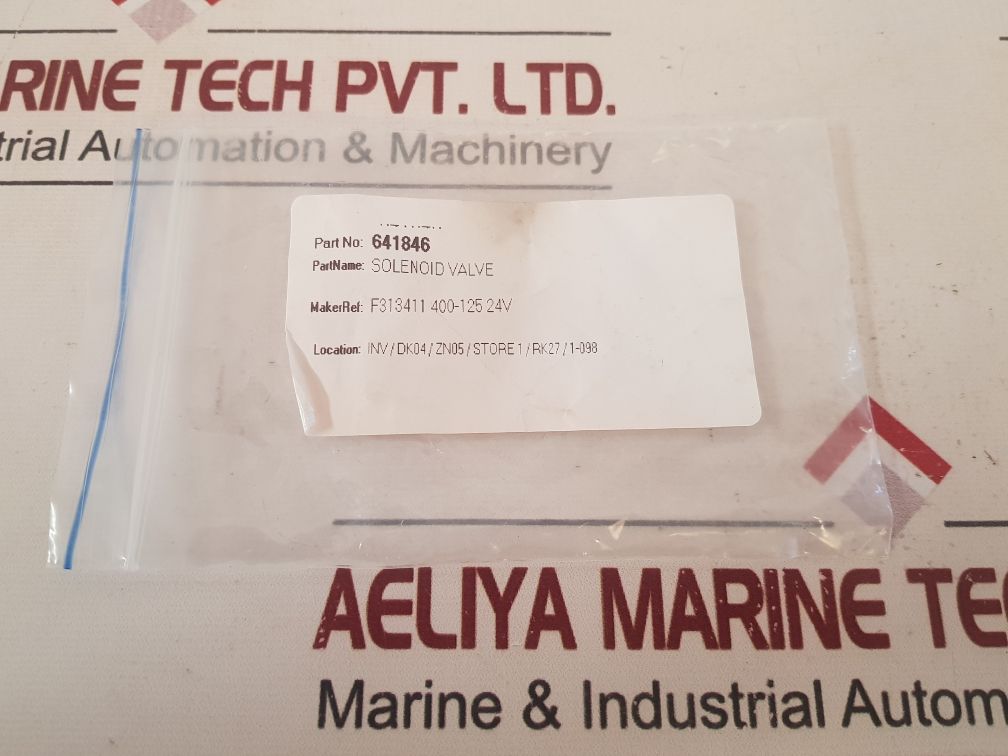 RINE TECH PVT. LTD.
trial Automation & Machinery
Part No: 641846
PartName: SOLENOID VALVE
MakerRef: F313411 400-125 24V
Location: INV / DK04 / ZN05 / STORE 1 / RK27 / 1-098
AELIYA MARINE TEC
Marine & Industrial Autom